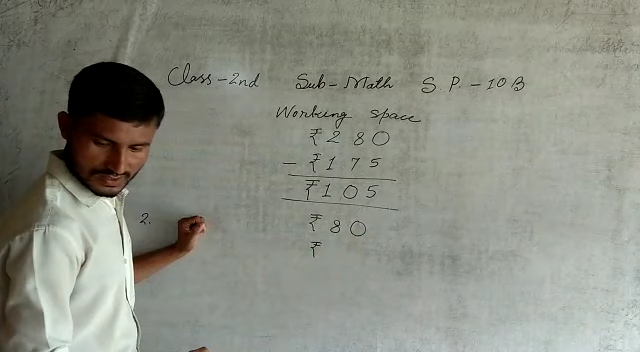 Class-2nd Sub-Math S.P.-10B
Working space
₹280
- ₹175
₹105
2. ₹80
₹